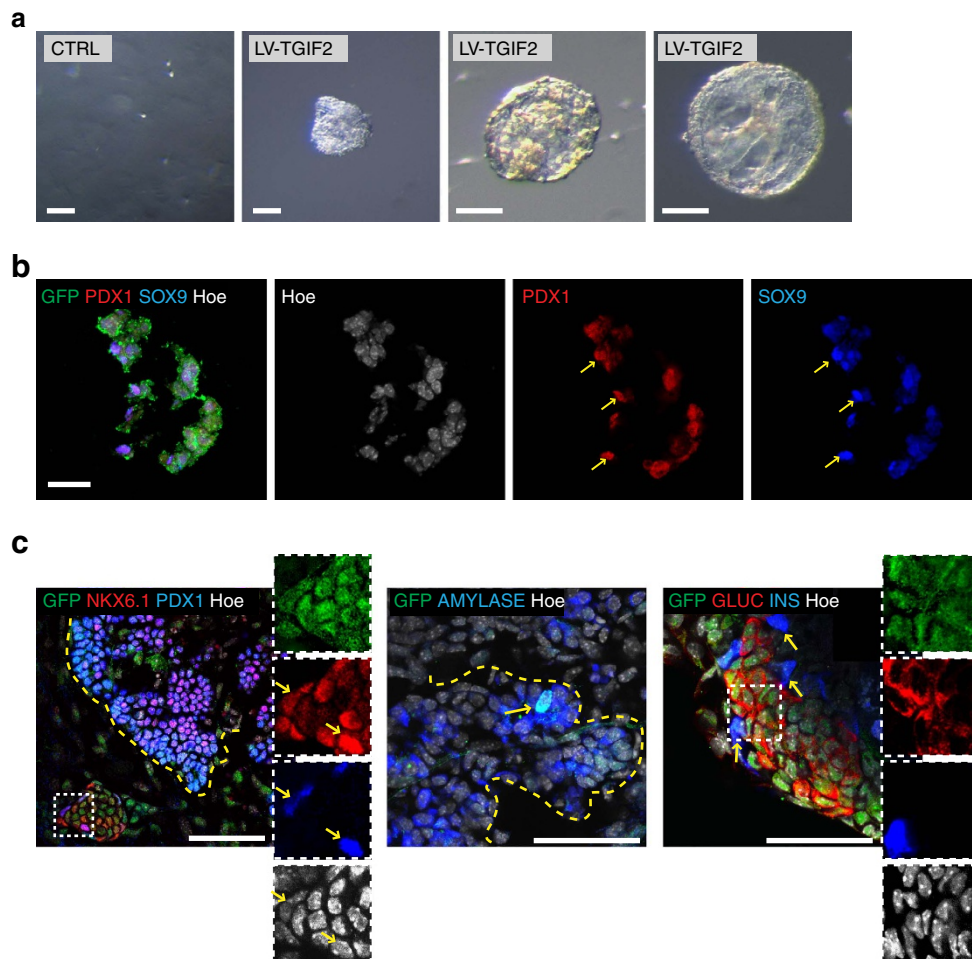 a
CTRL
LV-TGIF2
LV-TGIF2
LV-TGIF2
b
GFP PDX1 SOX9 Hoe
Hoe
PDX1
SOX9
c
GFP NKX6.1 PDX1 Hoe
GFP AMYLASE Hoe
GFP GLUC INS Hoe